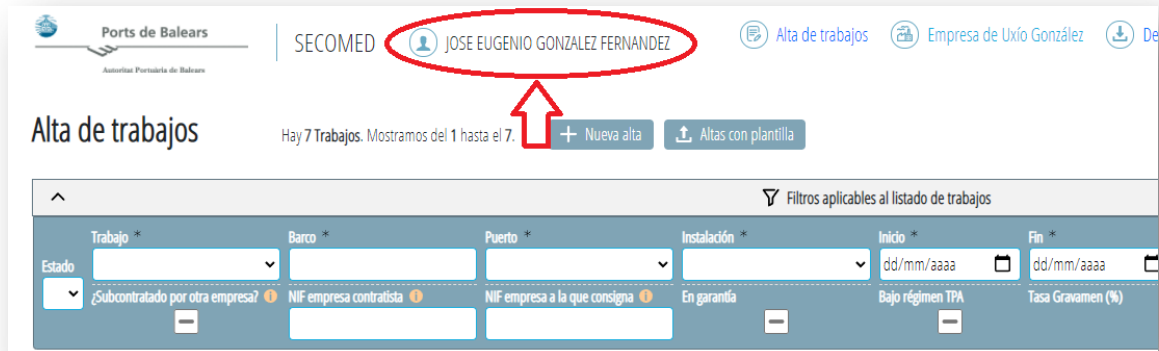 Ports de Balears
Autoritat Portuària de Balears
SECOMED
JOSE EUGENIO GONZALEZ FERNANDEZ
Alta de trabajos
Empresa de Uxío González
De
Alta de trabajos
Hay 7 Trabajos. Mostramos del 1 hasta el 7.
+ Nueva alta
Altas con plantilla
Filtros aplicables al listado de trabajos
Estado
Trabajo *
Barco *
Puerto *
Instalación *
Inicio *
Fin *
dd/mm/aaaa
dd/mm/aaaa
¿Subcontratado por otra empresa?
NIF empresa contratista
NIF empresa a la que consigna
En garantía
Bajo régimen TPA
Tasa Gravamen (%)